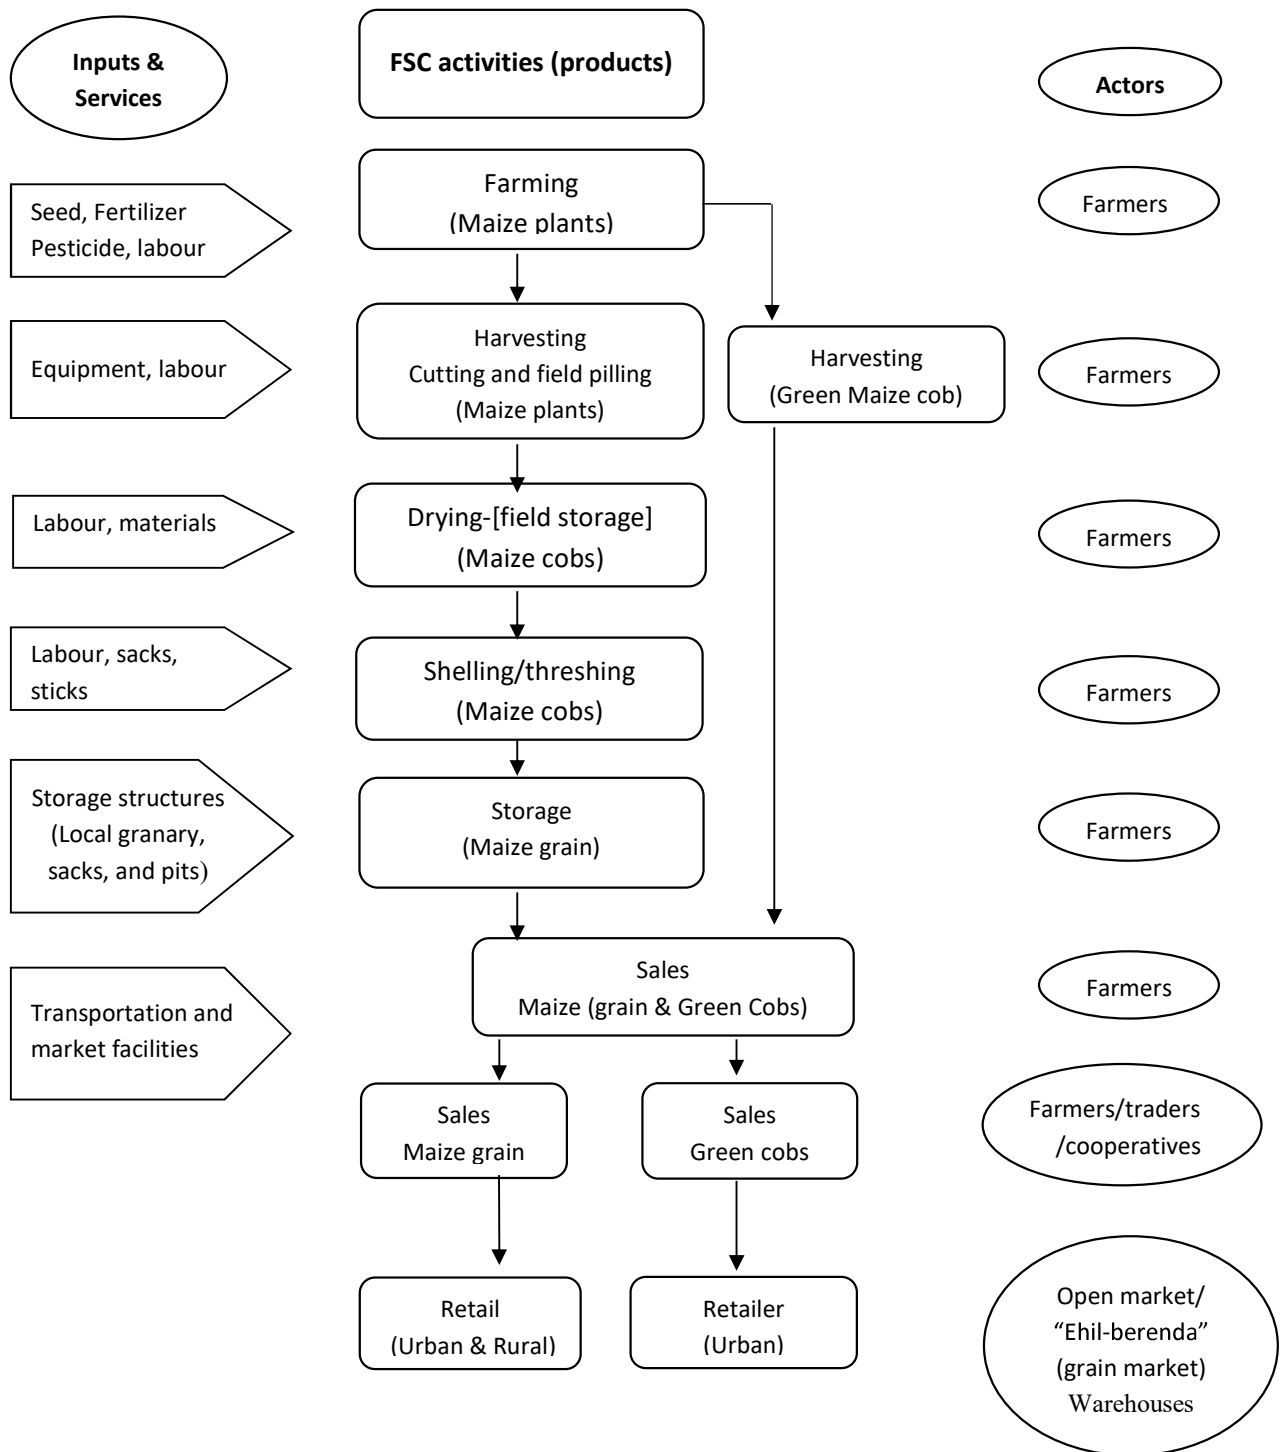 Inputs &
Services
FSC activities (products)
Actors
Seed, Fertilizer
Pesticide, labour
Farming
(Maize plants)
Farmers
Equipment, labour
Harvesting
Cutting and field pilling
(Maize plants)
Harvesting
(Green Maize cob)
Farmers
Labour, materials
Drying-[field storage]
(Maize cobs)
Farmers
Labour, sacks,
sticks
Shelling/threshing
(Maize cobs)
Farmers
Storage structures
(Local granary,
sacks, and pits)
Storage
(Maize grain)
Farmers
Transportation and
market facilities
Sales
Maize (grain & Green Cobs)
Farmers
Sales
Maize grain
Sales
Green cobs
Farmers/traders
/cooperatives
Retail
(Urban & Rural)
Retailer
(Urban)
Open market/
“Ehil-berenda”
(grain market)
Warehouses